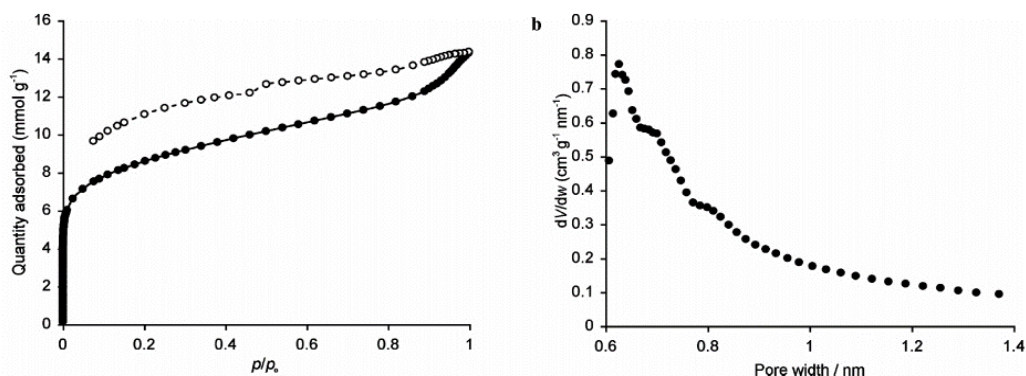 16
14
12
10
8
6
4
2
0
Quantity adsorbed (mmol g⁻¹)
0 0.2 0.4 0.6 0.8 1
p/p₀
b
0.9
0.8
0.7
0.6
0.5
0.4
0.3
0.2
0.1
0
dV/dw (cm³ g⁻¹ nm⁻¹)
0.6 0.8 1 1.2 1.4
Pore width / nm